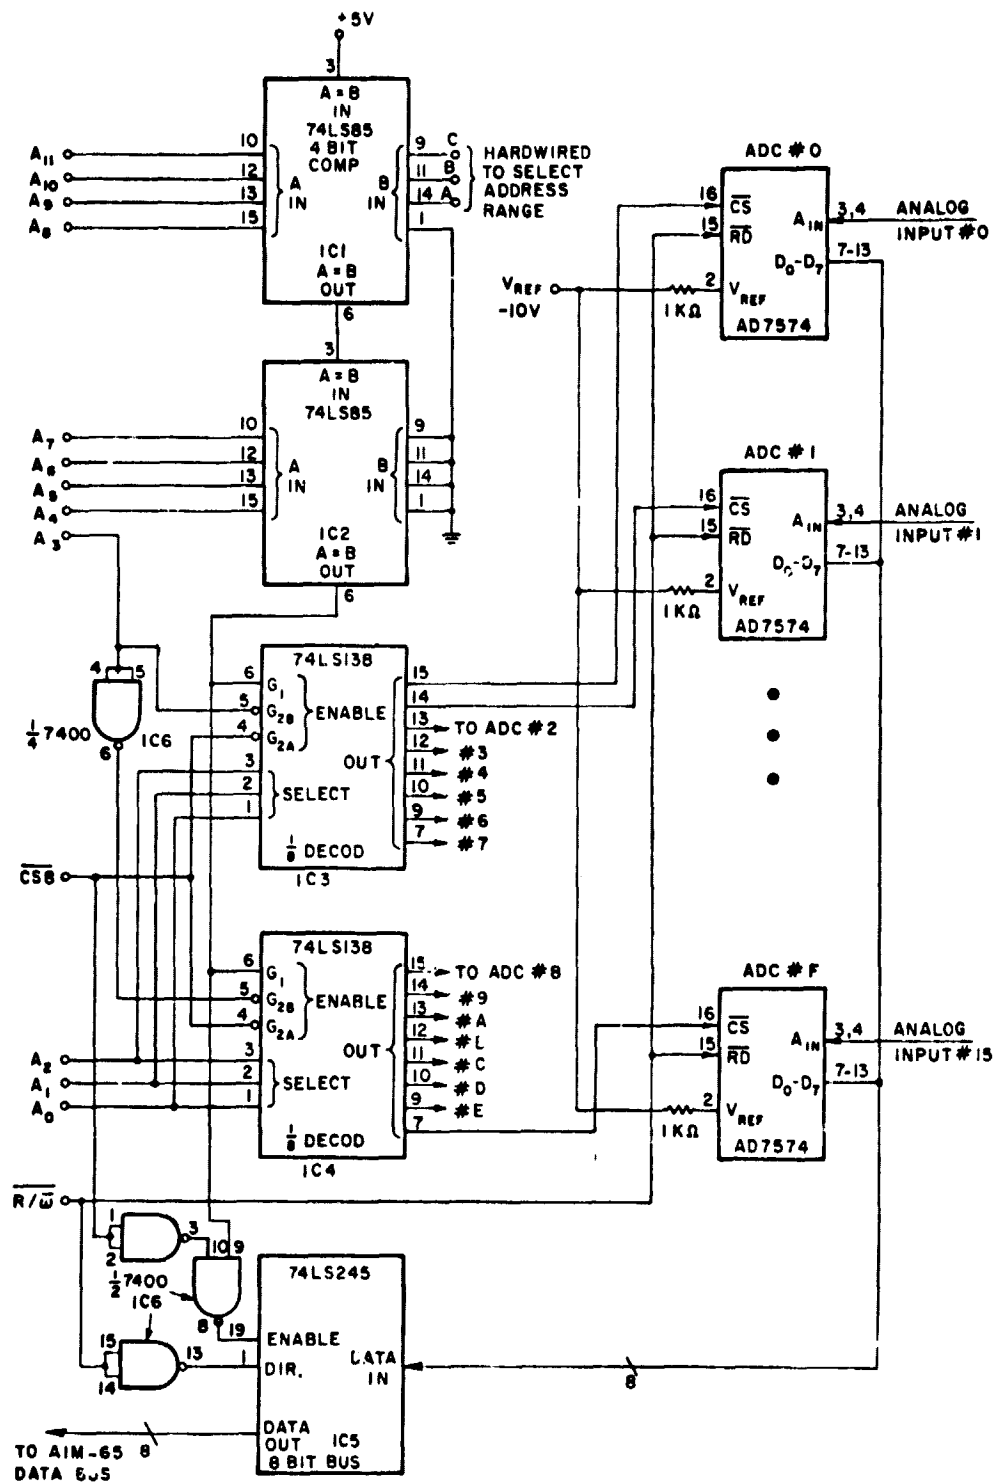 +5V
3
A = B
IN
74LS85
4 BIT
COMP
A11 10
A10 12
A9 13
A8 15
A
IN
B
IN
9 C
11 B
14 A
1
HARDWIRED
TO SELECT
ADDRESS
RANGE
IC1
A = B
OUT
6
3
A = B
IN
74LS85
A7 10
A6 12
A5 13
A4 15
A3
A
IN
B
IN
9
11
14
1
IC2
A = B
OUT
6
ADC #0
16 CS
15 RD
AIN 3,4 ANALOG
INPUT #0
D0-D7 7-13
VREF
-10V
1KΩ
2 VREF
AD7574
ADC #1
16 CS
15 RD
AIN 3,4 ANALOG
INPUT #1
D0-D7 7-13
1KΩ
2 VREF
AD7574
4 5
1/4 7400
IC6
6
74LS138
6 G1
5 G2B
4 G2A
ENABLE
3
2
1
SELECT
OUT
15
14
13 TO ADC #2
12 #3
11 #4
10 #5
9 #6
7 #7
1/8 DECOD
IC3
CSB
74LS138
6 G1
5 G2B
4 G2A
ENABLE
A2 3
A1 2
A0 1
SELECT
OUT
15 TO ADC #8
14 #9
13 #A
12 #L
11 #C
10 #D
9 #E
7
1/8 DECOD
IC4
ADC #F
16 CS
15 RD
AIN 3,4 ANALOG
INPUT #15
D0-D7 7-13
1KΩ
2 VREF
AD7574
R/W
1
2
3
10 9
1/2 7400
IC6
8
15
14
13
74LS245
19 ENABLE
1 DIR.
DATA
IN
8
DATA
OUT
IC5
8 BIT BUS
TO AIM-65 8
DATA BUS